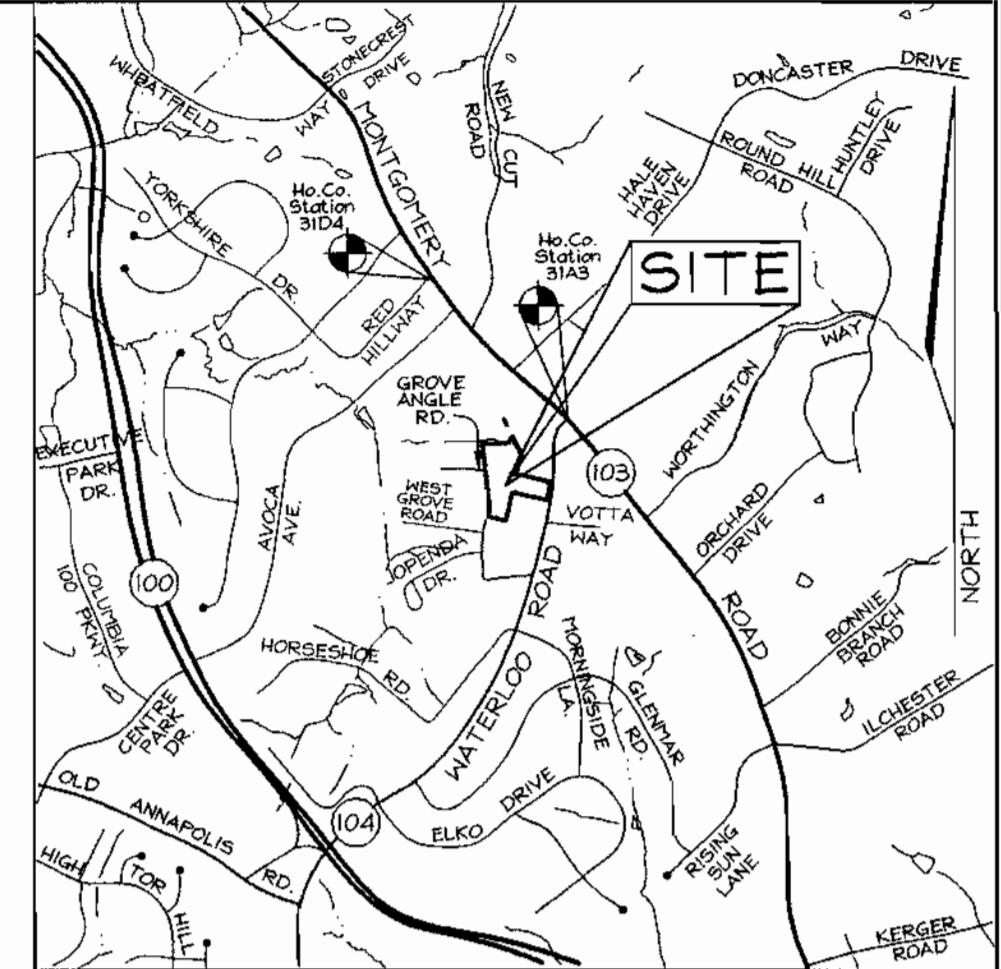 WHEATFIELD
WAY
STONECREST
DRIVE
MONTGOMERY
NEW
CUT
ROAD
DONCASTER
DRIVE
HUNTLEY
DRIVE
ROUND
HILL
ROAD
HALE
HAVEN
DRIVE
YORKSHIRE
DR.
Ho.Co.
Station
31D4
Ho.Co.
Station
31A3
SITE
RED
HILL
WAY
GROVE
ANGLE
RD.
WORTHINGTON
WAY
EXECUTIVE
PARK
DR.
103
AVOCA
AVE.
WEST
GROVE
ROAD
VOTTA
WAY
ORCHARD
DRIVE
NORTH
JOPENDA
DR.
ROAD
100
COLUMBIA
100 PKWY.
ROAD
BONNIE
BRANCH
ROAD
HORSESHOE
RD.
MORNINGSIDE
LA.
GLENMAR
RD.
ILCHESTER
ROAD
WATERLOO
CENTRE
PARK
DR.
OLD
ANNAPOLIS
RD.
104
ELKO
DRIVE
RISING
SUN
LANE
HIGH
TOR
HILL
KERGER
ROAD